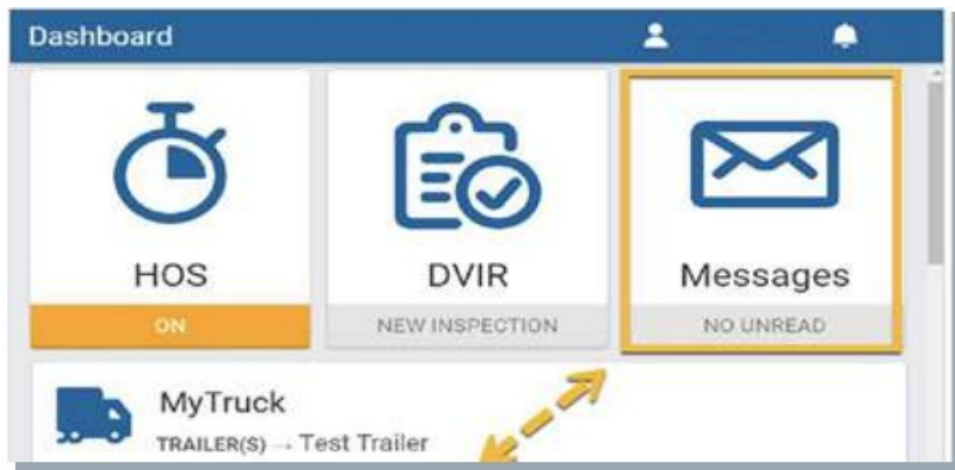 Dashboard
HOS
DVIR
Messages
ON
NEW INSPECTION
NO UNREAD
MyTruck
TRAILER(S) → Test Trailer